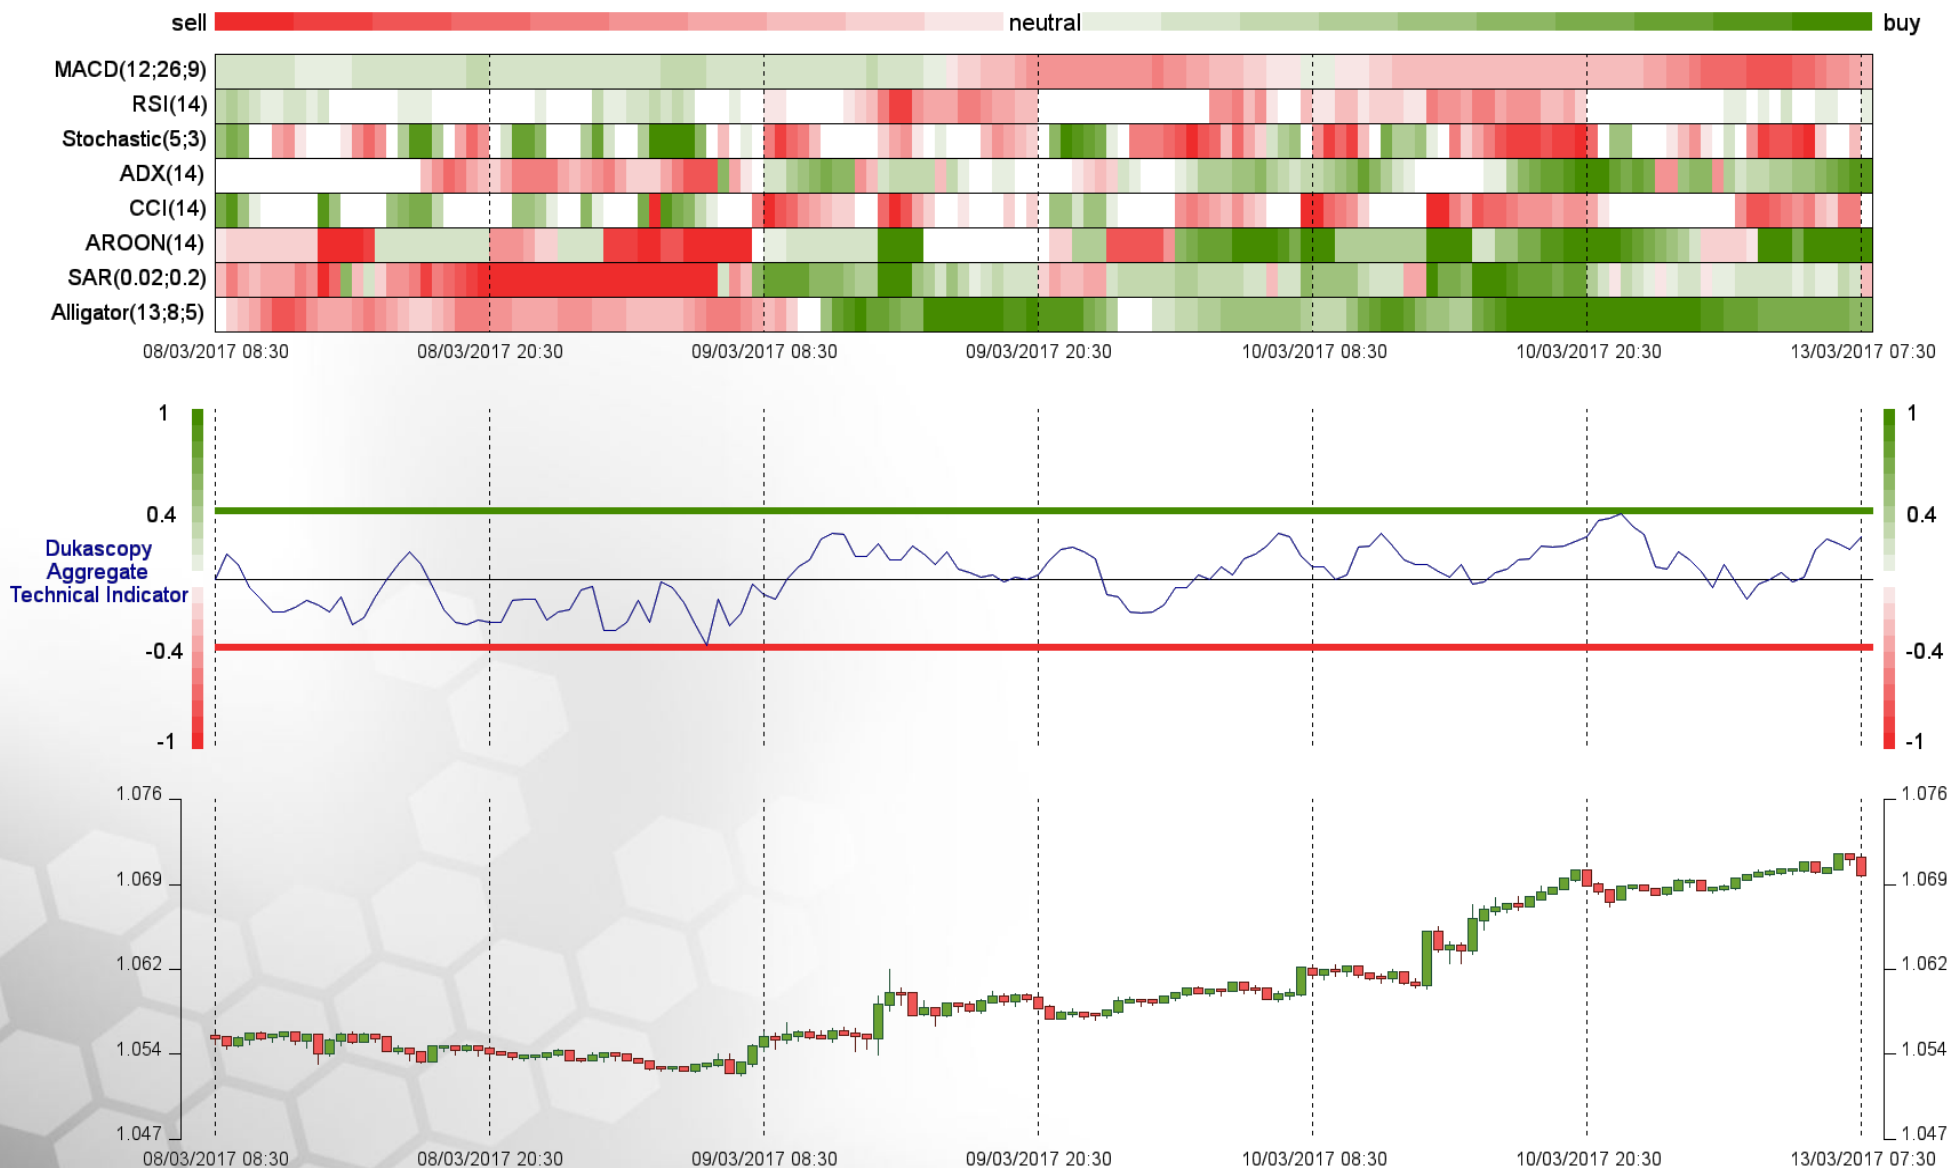 sell neutral buy
MACD(12;26;9)
RSI(14)
Stochastic(5;3)
ADX(14)
CCI(14)
AROON(14)
SAR(0.02;0.2)
Alligator(13;8;5)
08/03/2017 08:30 08/03/2017 20:30 09/03/2017 08:30 09/03/2017 20:30 10/03/2017 08:30 10/03/2017 20:30 13/03/2017 07:30
1 1
0.4 0.4
Dukascopy
Aggregate
Technical Indicator
-0.4 -0.4
-1 -1
1.076 1.076
1.069 1.069
1.062 1.062
1.054 1.054
1.047 1.047
08/03/2017 08:30 08/03/2017 20:30 09/03/2017 08:30 09/03/2017 20:30 10/03/2017 08:30 10/03/2017 20:30 13/03/2017 07:30